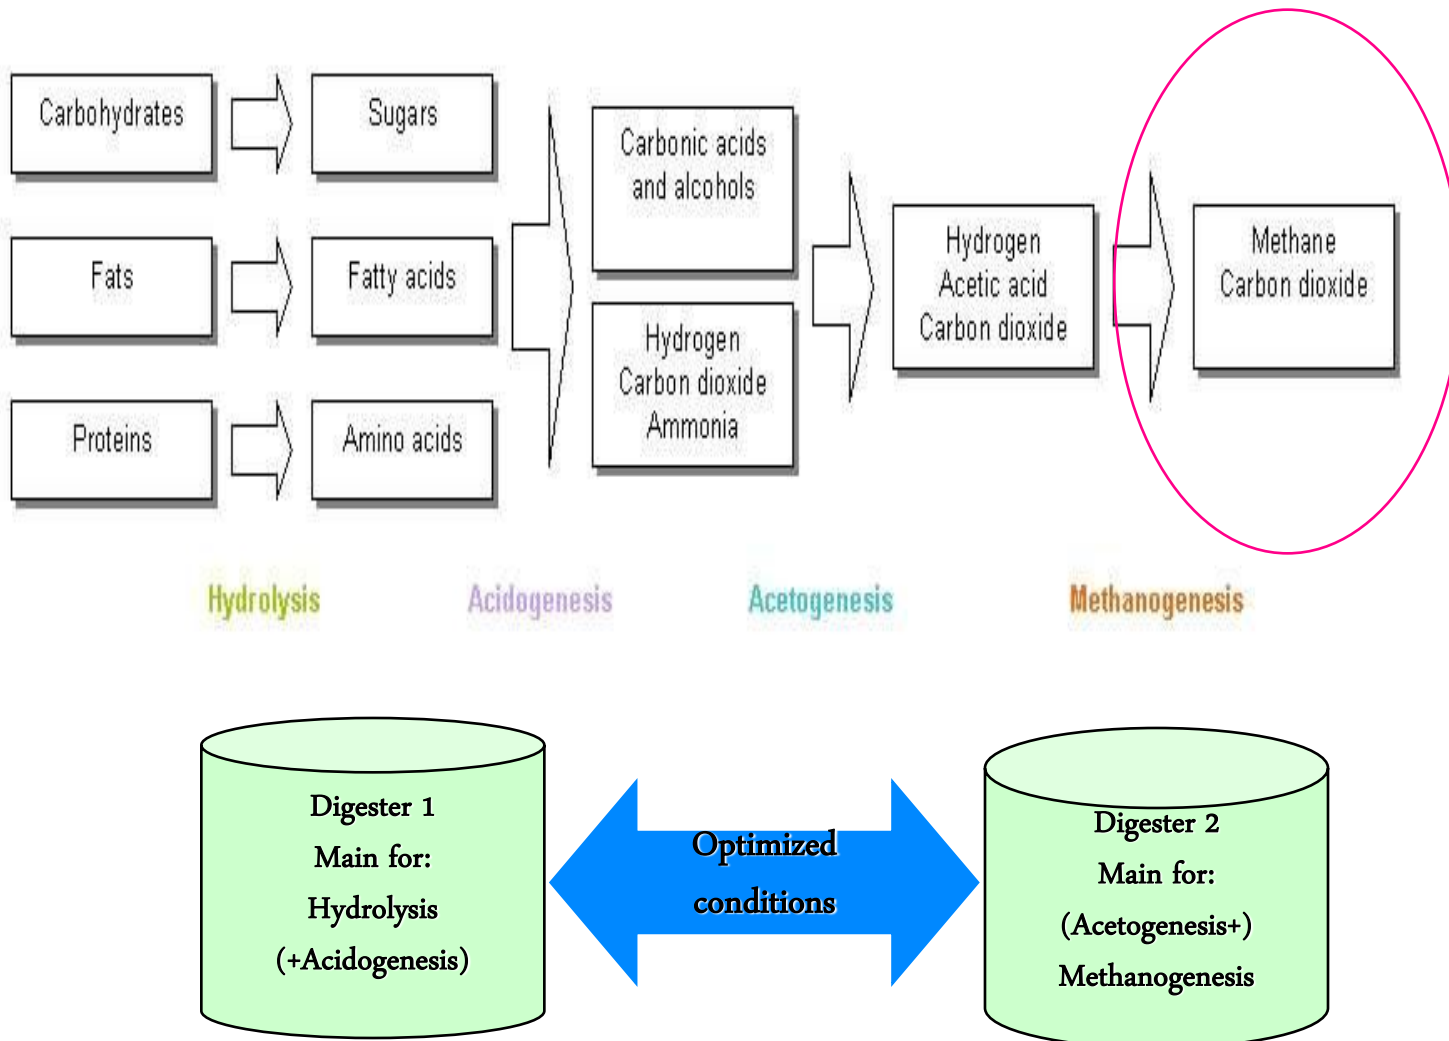 Carbohydrates
Sugars
Fats
Fatty acids
Proteins
Amino acids
Carbonic acids
and alcohols
Hydrogen
Carbon dioxide
Ammonia
Hydrogen
Acetic acid
Carbon dioxide
Methane
Carbon dioxide
Hydrolysis
Acidogenesis
Acetogenesis
Methanogenesis
Digester 1
Main for:
Hydrolysis
(+Acidogenesis)
Optimized
conditions
Digester 2
Main for:
(Acetogenesis+)
Methanogenesis